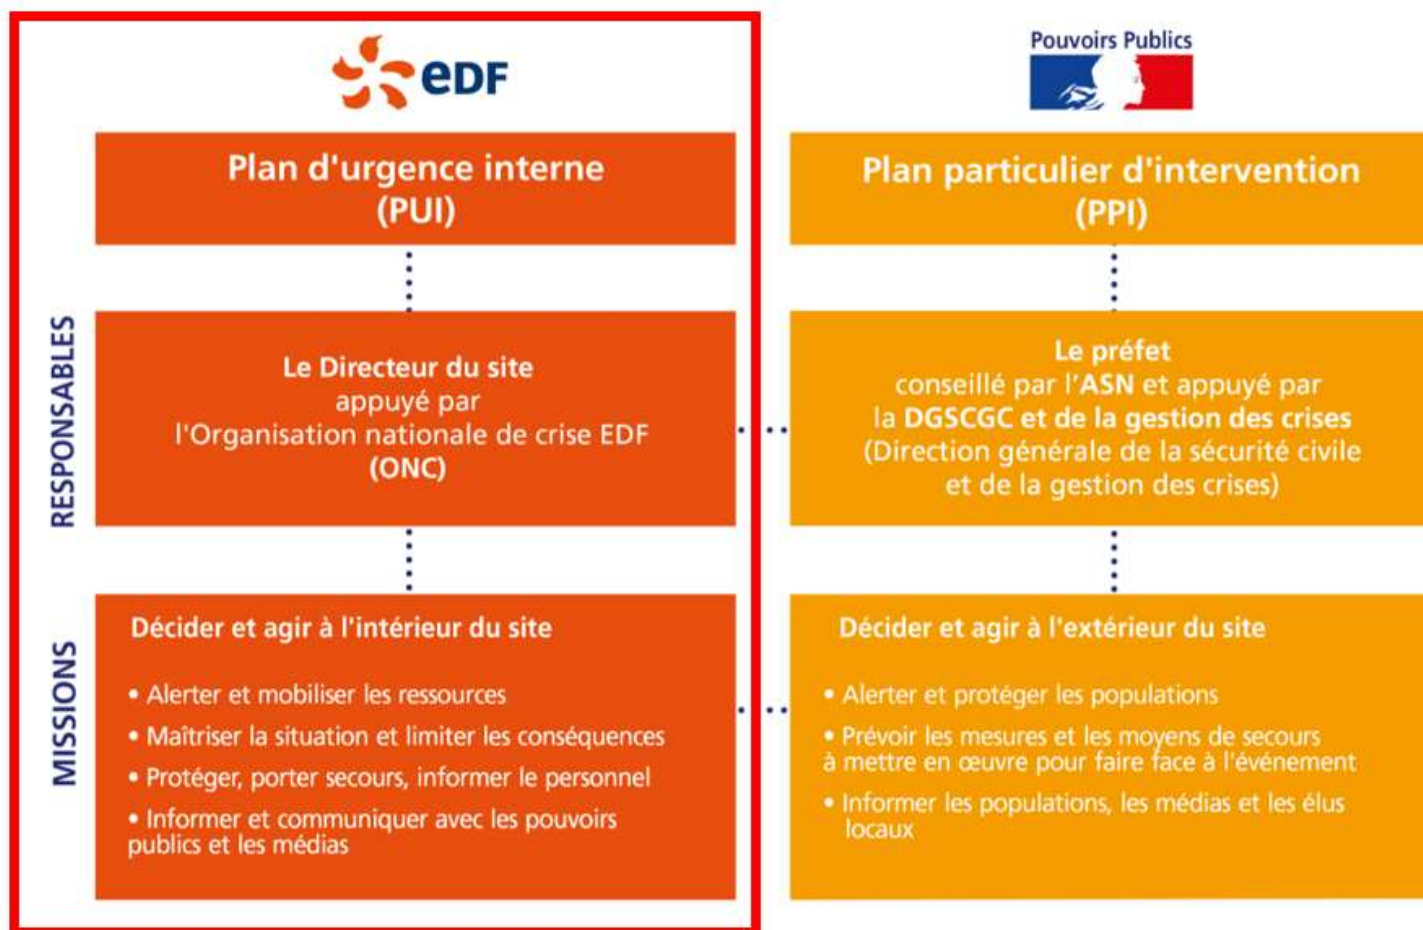 eDF
Plan d'urgence interne
(PUI)
RESPONSABLES
Le Directeur du site
appuyé par
l'Organisation nationale de crise EDF
(ONC)
MISSIONS
Décider et agir à l'intérieur du site
• Alerter et mobiliser les ressources
• Maîtriser la situation et limiter les conséquences
• Protéger, porter secours, informer le personnel
• Informer et communiquer avec les pouvoirs
publics et les médias
Pouvoirs Publics
Plan particulier d'intervention
(PPI)
Le préfet
conseillé par l'ASN et appuyé par
la DGSCGC et de la gestion des crises
(Direction générale de la sécurité civile
et de la gestion des crises)
Décider et agir à l'extérieur du site
• Alerter et protéger les populations
• Prévoir les mesures et les moyens de secours
à mettre en œuvre pour faire face à l'événement
• Informer les populations, les médias et les élus
locaux